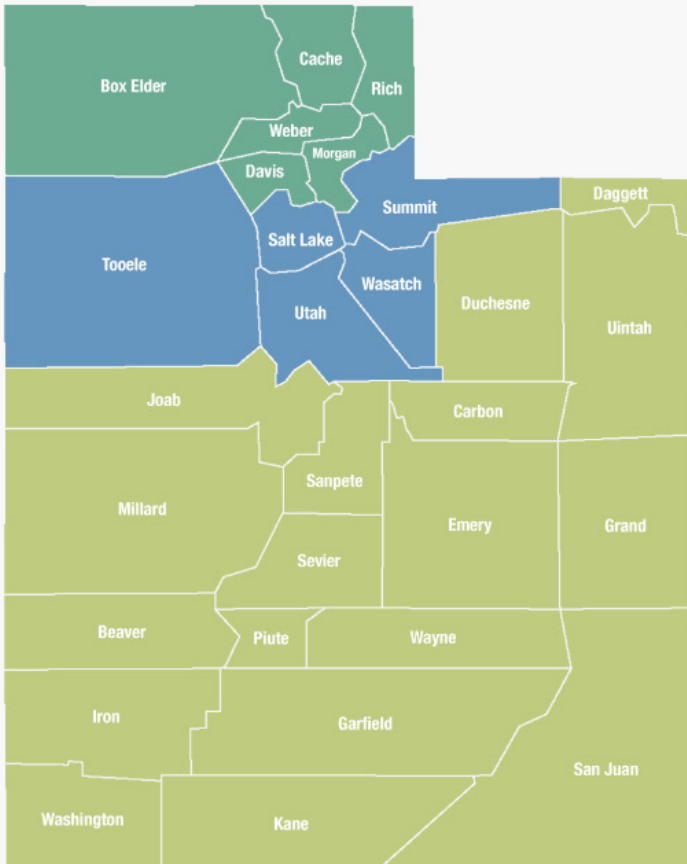 Cache
Box Elder
Rich
Weber
Morgan
Davis
Daggett
Summit
Salt Lake
Tooele
Wasatch
Duchesne
Utah
Uintah
Joab
Carbon
Sanpete
Millard
Emery
Grand
Sevier
Beaver
Piute
Wayne
Iron
Garfield
San Juan
Washington
Kane